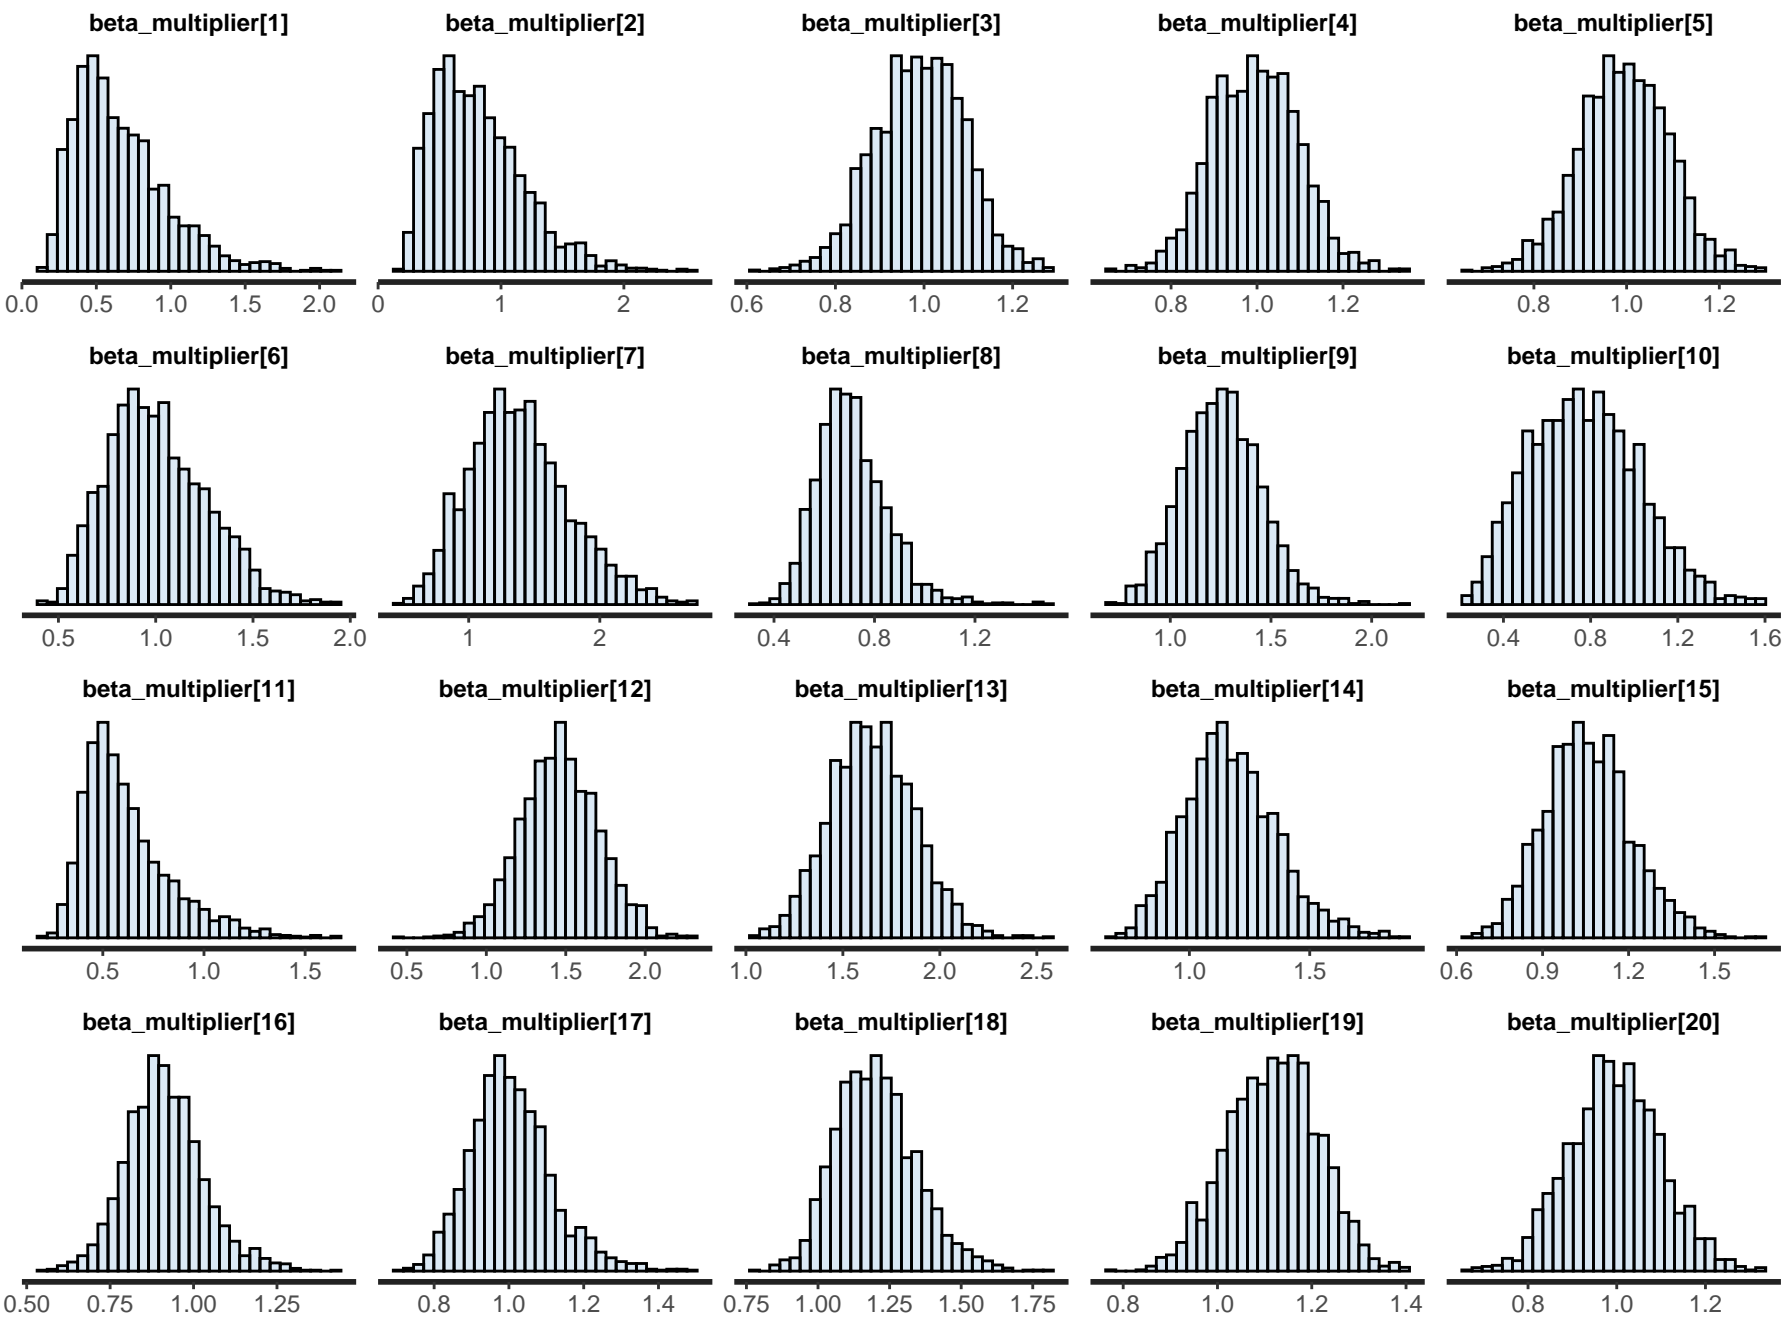 beta_multiplier[1] beta_multiplier[2] beta_multiplier[3] beta_multiplier[4] beta_multiplier[5]
0.0 0.5 1.0 1.5 2.0 0 1 2 0.6 0.8 1.0 1.2 0.8 1.0 1.2 0.8 1.0 1.2
beta_multiplier[6] beta_multiplier[7] beta_multiplier[8] beta_multiplier[9] beta_multiplier[10]
0.5 1.0 1.5 2.0 1 2 0.4 0.8 1.2 1.0 1.5 2.0 0.4 0.8 1.2 1.6
beta_multiplier[11] beta_multiplier[12] beta_multiplier[13] beta_multiplier[14] beta_multiplier[15]
0.5 1.0 1.5 0.5 1.0 1.5 2.0 1.0 1.5 2.0 2.5 1.0 1.5 0.6 0.9 1.2 1.5
beta_multiplier[16] beta_multiplier[17] beta_multiplier[18] beta_multiplier[19] beta_multiplier[20]
0.50 0.75 1.00 1.25 0.8 1.0 1.2 1.4 0.75 1.00 1.25 1.50 1.75 0.8 1.0 1.2 1.4 0.8 1.0 1.2